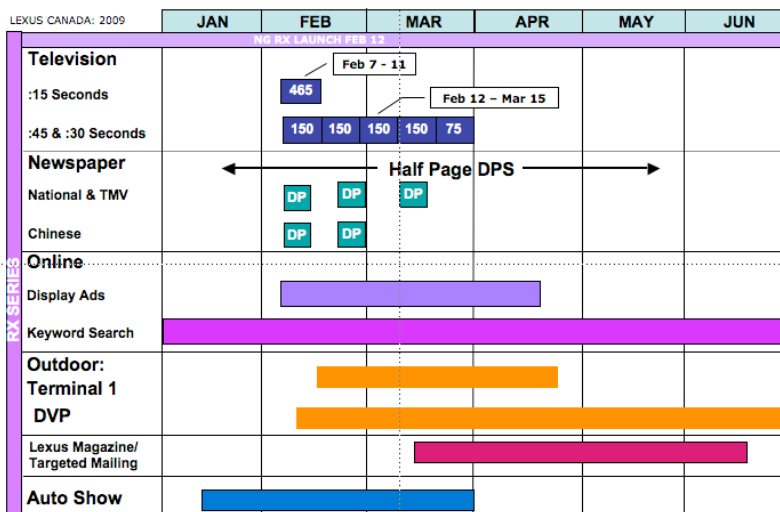 LEXUS CANADA: 2009
JAN FEB MAR APR MAY JUN
NG RX LAUNCH FEB 12
RX SERIES
Television
Feb 7 - 11
:15 Seconds
465
Feb 12 – Mar 15
:45 & :30 Seconds
150 150 150 150 75
Newspaper
Half Page DPS
National & TMV
DP DP DP
Chinese
DP DP
Online
Display Ads
Keyword Search
Outdoor:
Terminal 1
DVP
Lexus Magazine/
Targeted Mailing
Auto Show